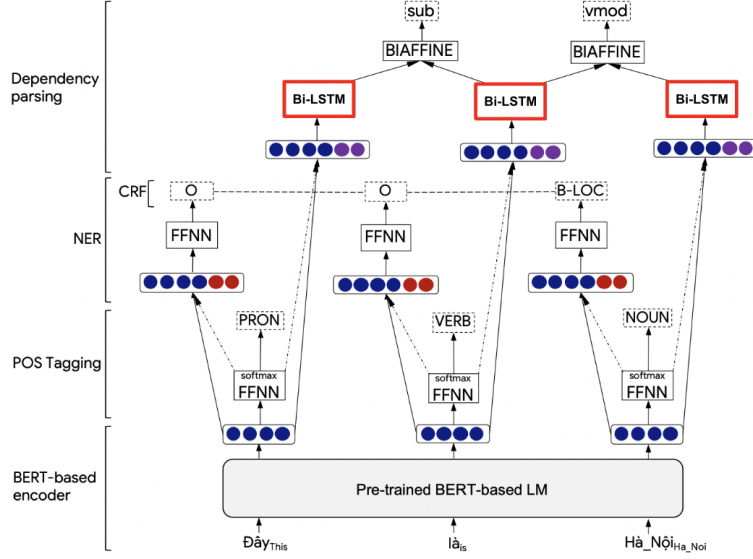 sub
vmod
BIAFFINE
BIAFFINE
Dependency
parsing
Bi-LSTM
Bi-LSTM
Bi-LSTM
CRF
O
O
B-LOC
NER
FFNN
FFNN
FFNN
PRON
VERB
NOUN
POS Tagging
softmax
FFNN
softmax
FFNN
softmax
FFNN
BERT-based
encoder
Pre-trained BERT-based LM
ĐâyThis
làis
Hà_NộiHa_Noi